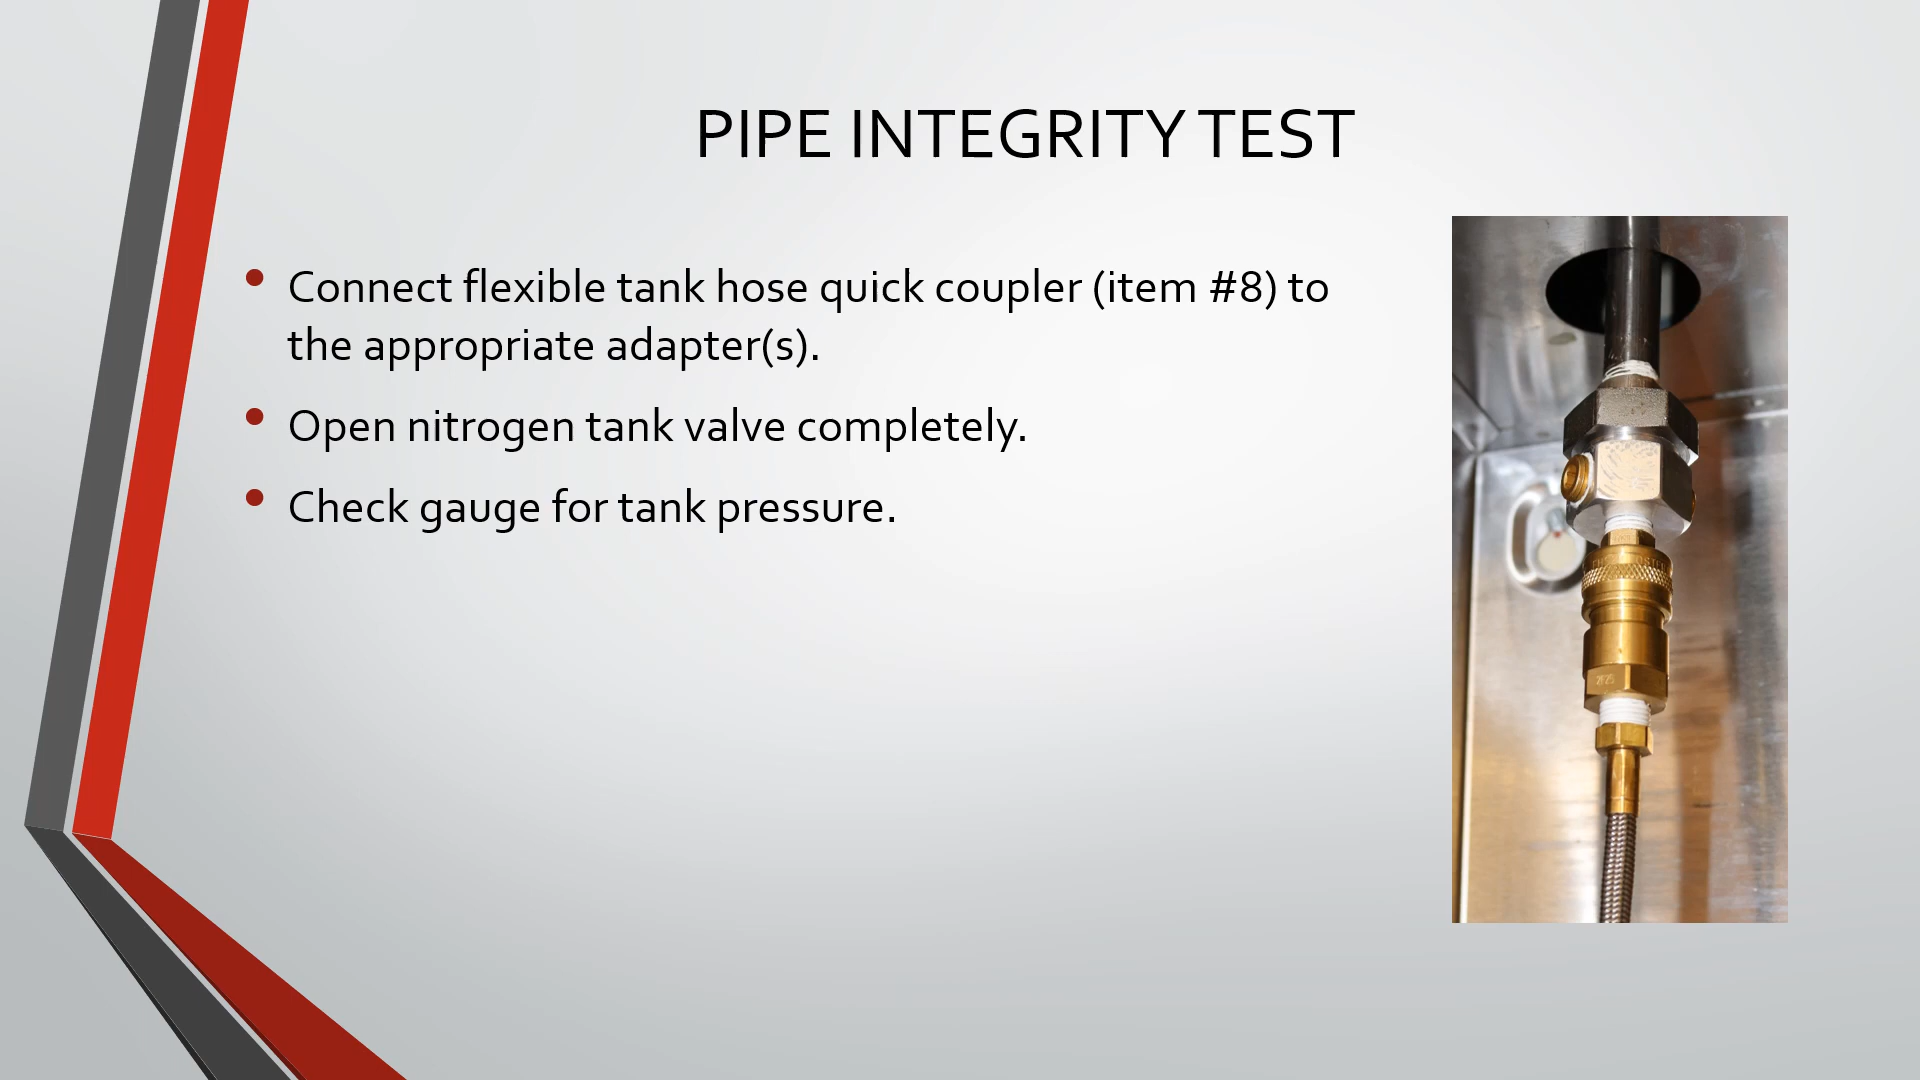 PIPE INTEGRITY TEST
• Connect flexible tank hose quick coupler (item #8) to
the appropriate adapter(s).
• Open nitrogen tank valve completely.
• Check gauge for tank pressure.